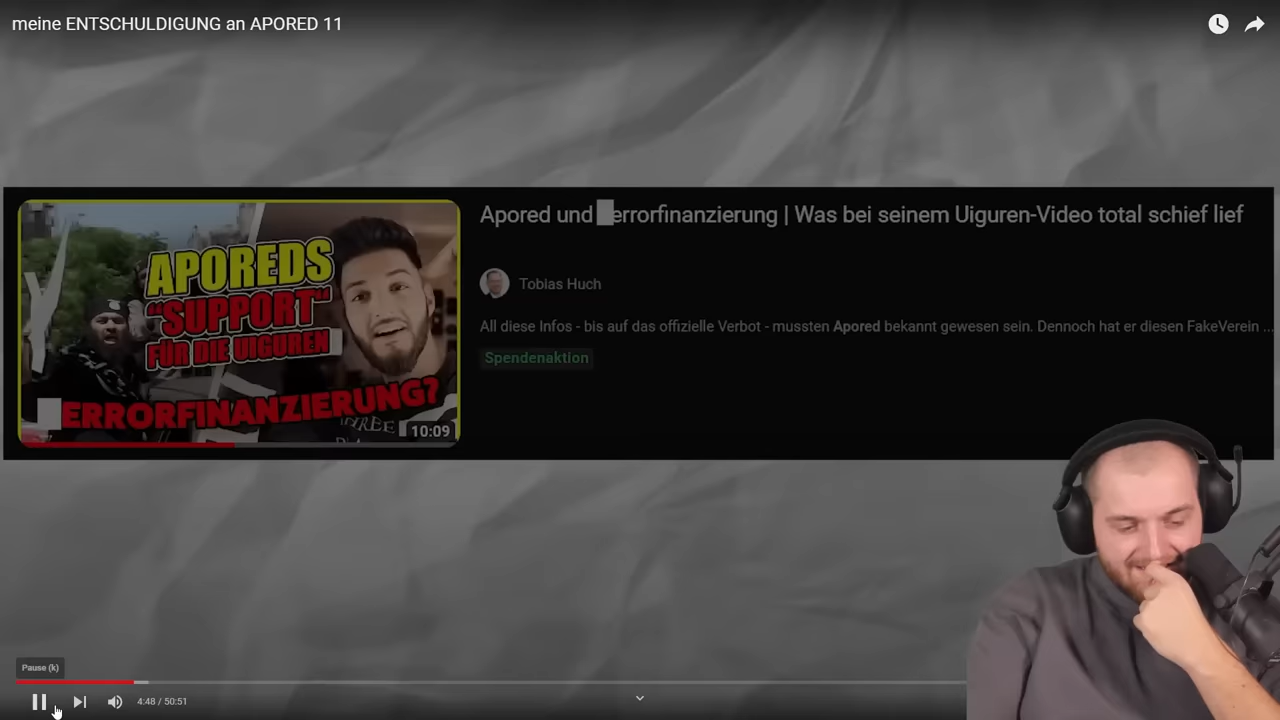 meine ENTSCHULDIGUNG an APORED 11
APOREDS
"SUPPORT"
FÜR DIE UIGUREN
ERRORFINANZIERUNG?
10:09
Apored und errorfinanzierung | Was bei seinem Uiguren-Video total schief lief
Tobias Huch
All diese Infos - bis auf das offizielle Verbot - mussten Apored bekannt gewesen sein. Dennoch hat er diesen FakeVerein ...
Spendenaktion
Pause (k)
4:48 / 50:51